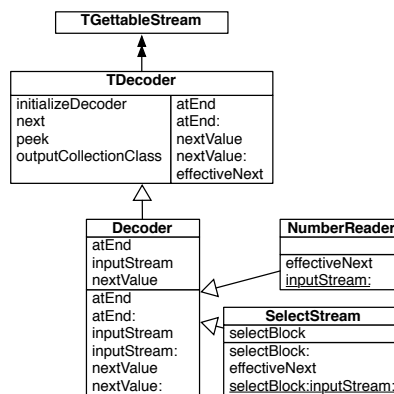 TGettableStream
TDecoder
initializeDecoder
next
peek
outputCollectionClass
atEnd
atEnd:
nextValue
nextValue:
effectiveNext
Decoder
atEnd
inputStream
nextValue
atEnd
atEnd:
inputStream
inputStream:
nextValue
nextValue:
NumberReader
effectiveNext
inputStream:
SelectStream
selectBlock
selectBlock:
effectiveNext
selectBlock:inputStream: